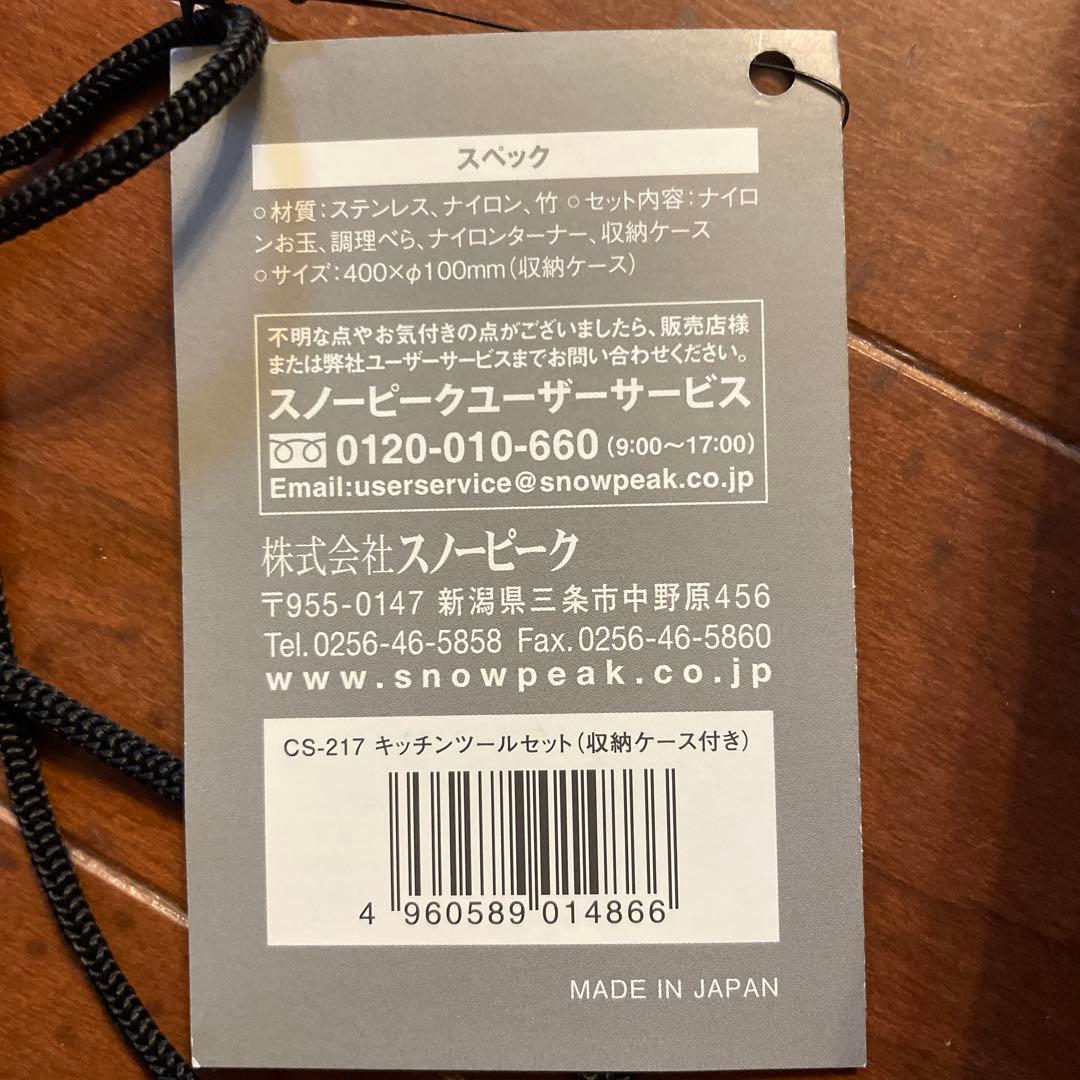 スペック
○材質:ステンレス、ナイロン、竹 ○セット内容:ナイロ
ンお玉、調理べら、ナイロンターナー、収納ケース
○サイズ:400×φ100mm(収納ケース)
不明な点やお気付きの点がございましたら、販売店様
または弊社ユーザーサービスまでお問い合わせください。
スノーピークユーザーサービス
0120-010-660(9:00〜17:00)
Email:userservice@snowpeak.co.jp
株式会社スノーピーク
〒955-0147 新潟県三条市中野原456
Tel.0256-46-5858 Fax.0256-46-5860
www.snowpeak.co.jp
CS-217 キッチンツールセット(収納ケース付き)
4 960589 014866
MADE IN JAPAN